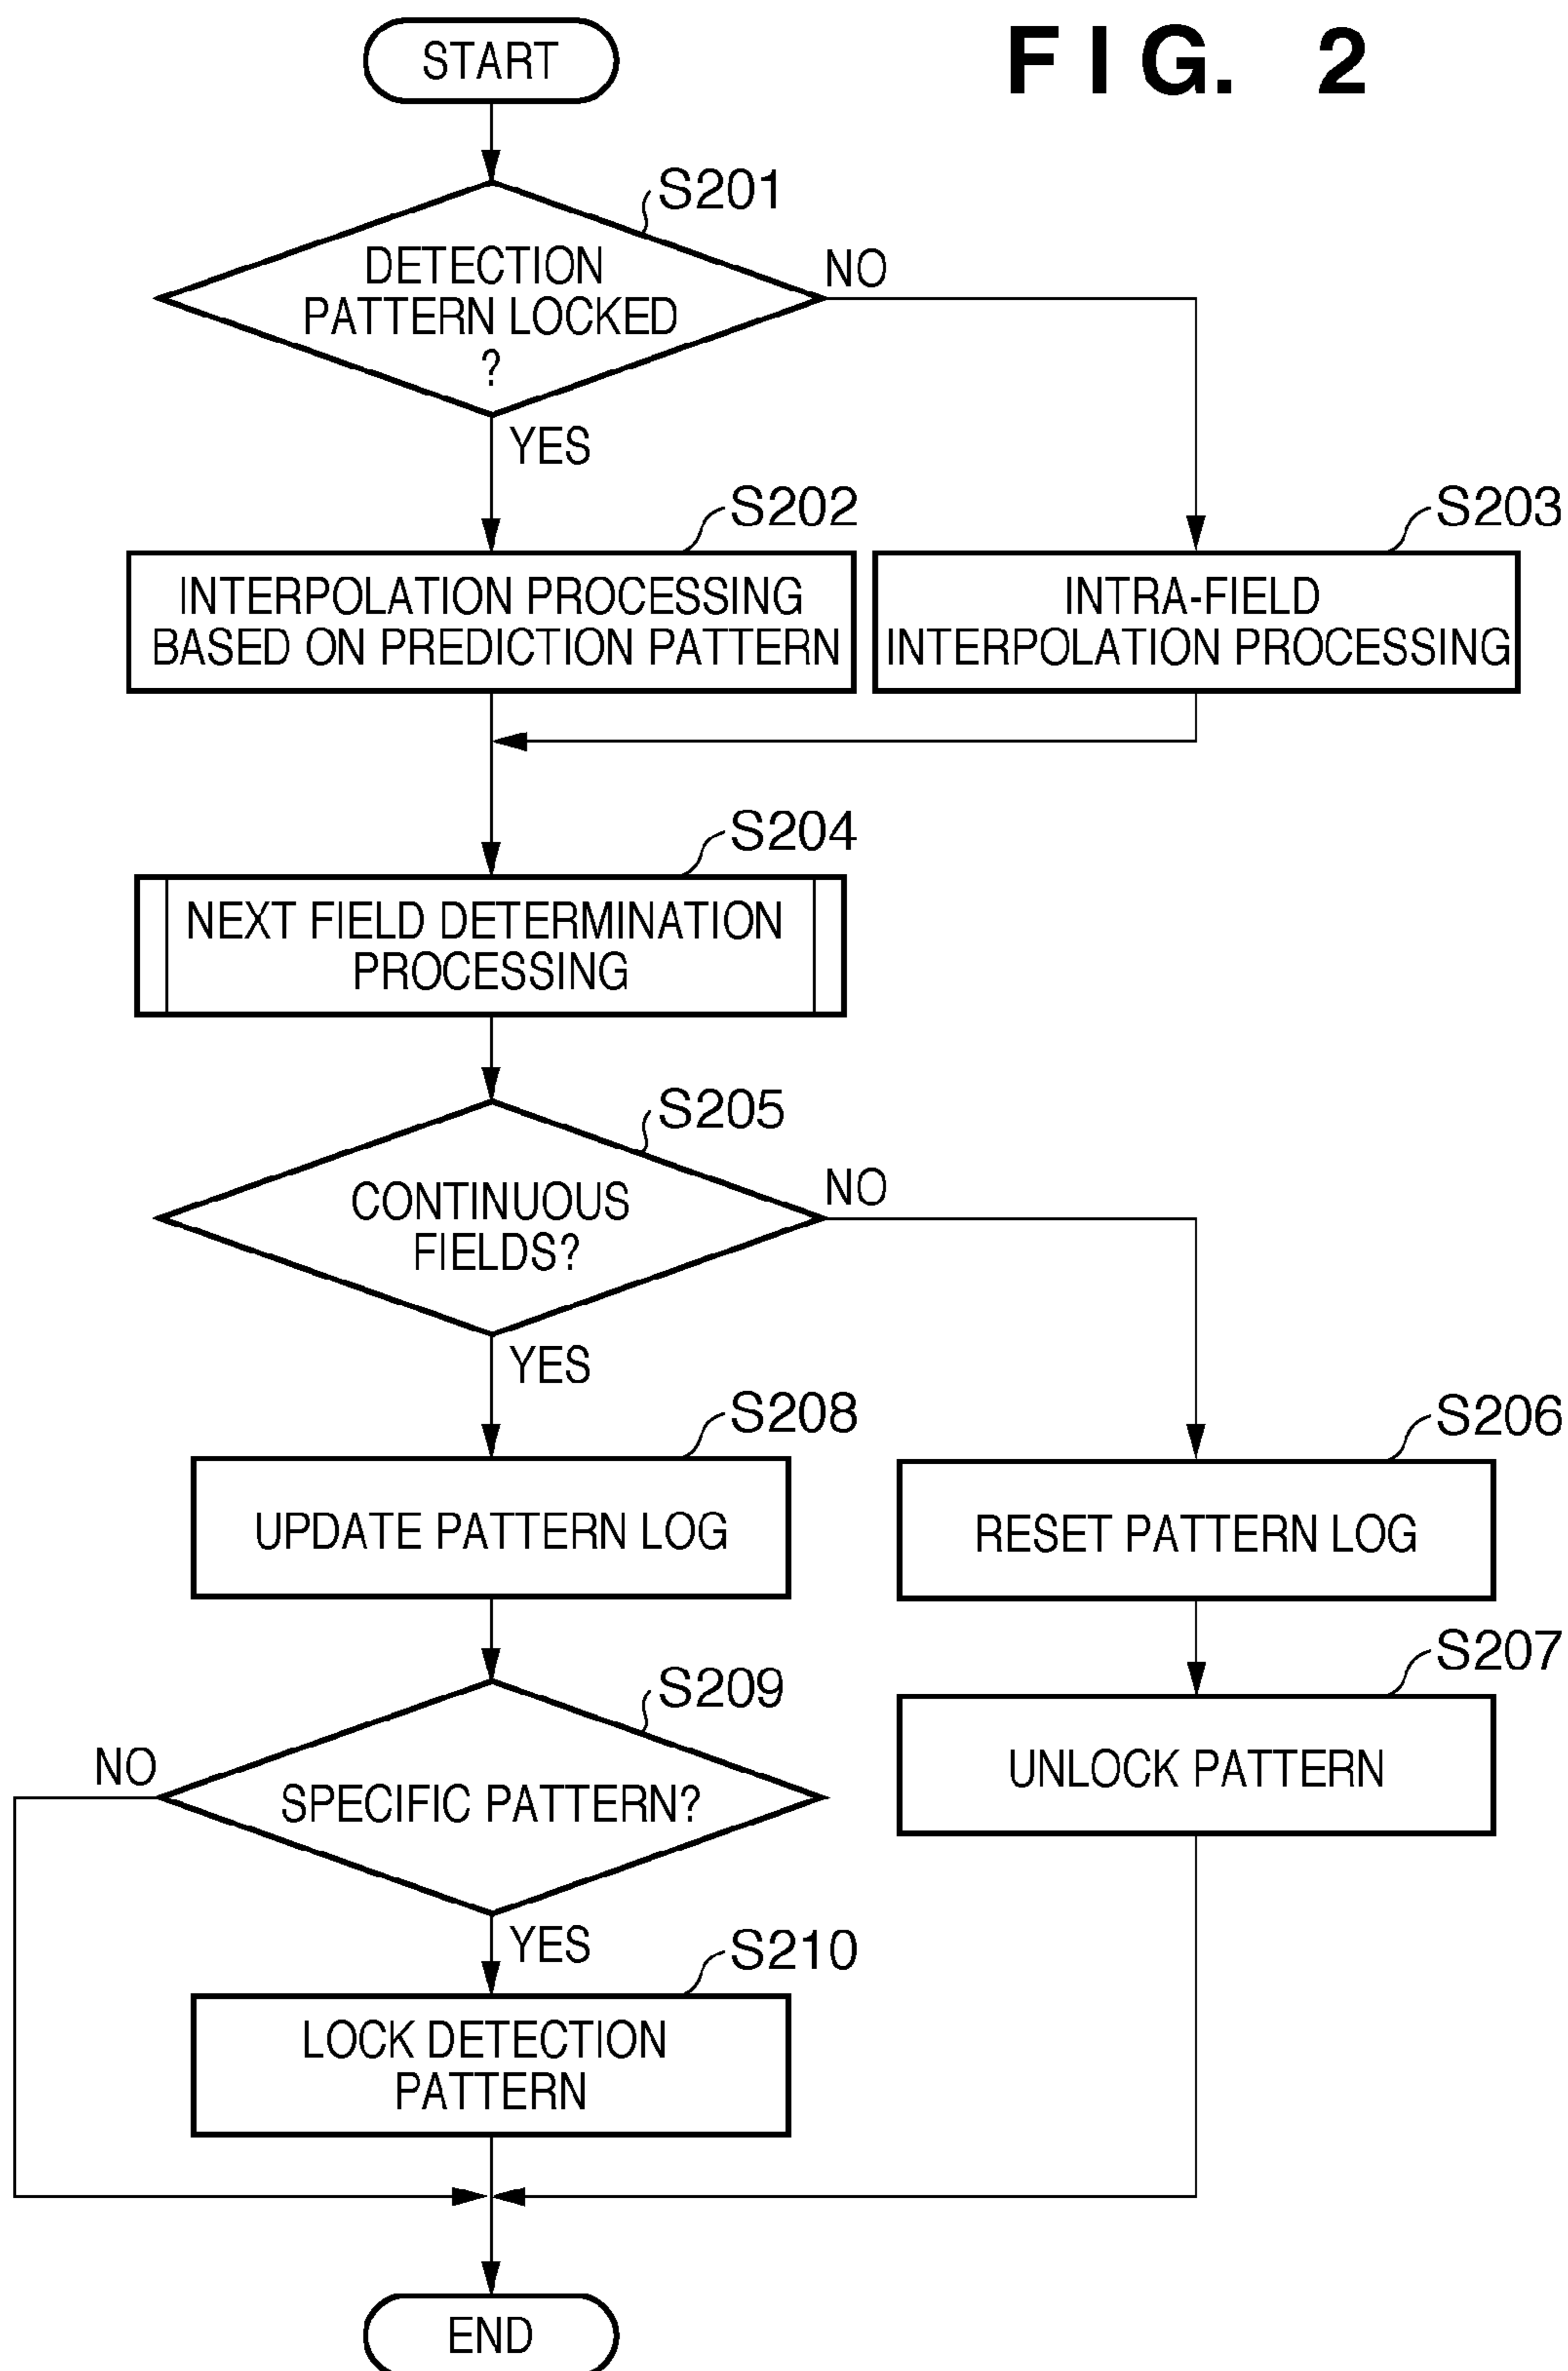 FIG. 2
START
S201
DETECTION
PATTERN LOCKED
?
NO
YES
S202
INTERPOLATION PROCESSING
BASED ON PREDICTION PATTERN
S203
INTRA-FIELD
INTERPOLATION PROCESSING
S204
NEXT FIELD DETERMINATION
PROCESSING
S205
CONTINUOUS
FIELDS?
NO
YES
S208
UPDATE PATTERN LOG
S206
RESET PATTERN LOG
S207
UNLOCK PATTERN
S209
SPECIFIC PATTERN?
NO
YES
S210
LOCK DETECTION
PATTERN
END